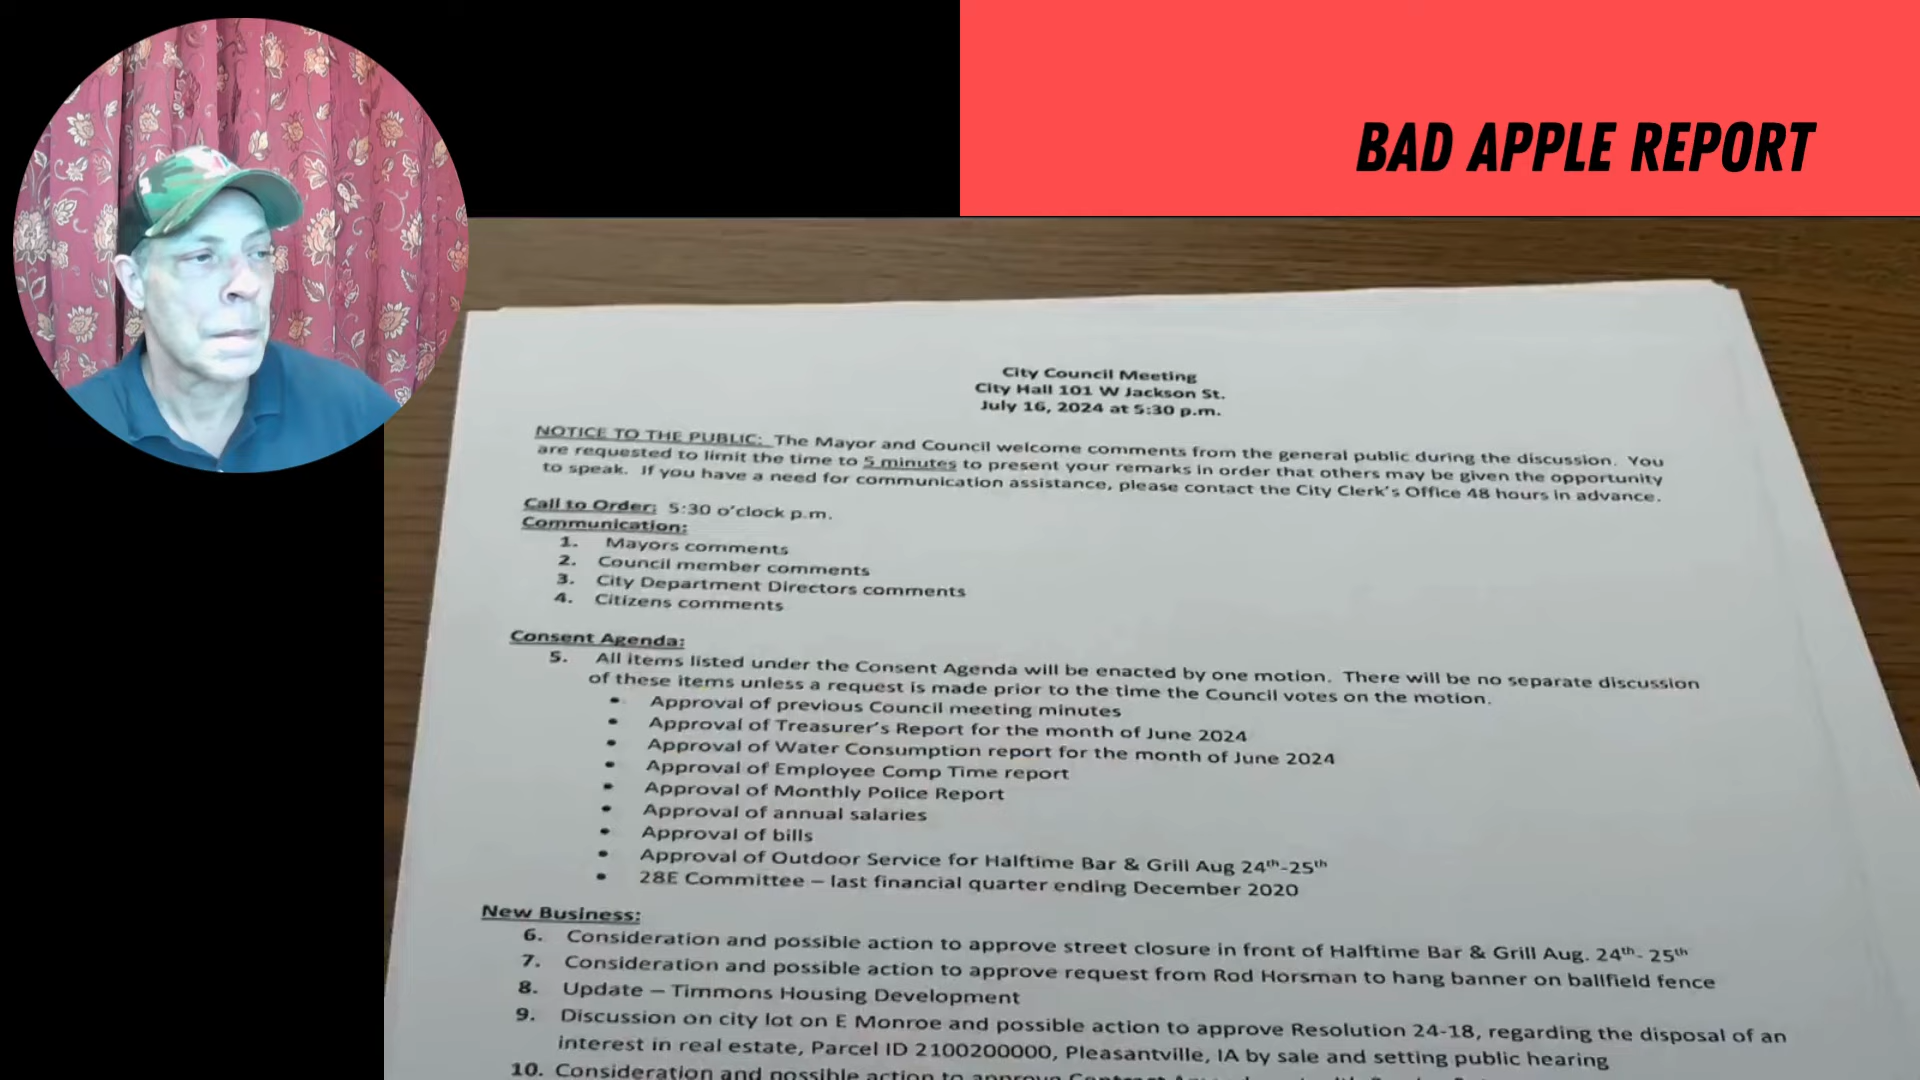 BAD APPLE REPORT
City Council Meeting
City Hall 101 W Jackson St.
July 16, 2024 at 5:30 p.m.
NOTICE TO THE PUBLIC: The Mayor and Council welcome comments from the general public during the discussion. You
are requested to limit the time to 5 minutes to present your remarks in order that others may be given the opportunity
to speak. If you have a need for communication assistance, please contact the City Clerk's Office 48 hours in advance.
Call to Order: 5:30 o'clock p.m.
Communication:
1. Mayors comments
2. Council member comments
3. City Department Directors comments
4. Citizens comments
Consent Agenda:
5. All items listed under the Consent Agenda will be enacted by one motion. There will be no separate discussion
of these items unless a request is made prior to the time the Council votes on the motion.
• Approval of previous Council meeting minutes
• Approval of Treasurer's Report for the month of June 2024
• Approval of Water Consumption report for the month of June 2024
• Approval of Employee Comp Time report
• Approval of Monthly Police Report
• Approval of annual salaries
• Approval of bills
• Approval of Outdoor Service for Halftime Bar & Grill Aug 24th-25th
• 28E Committee – last financial quarter ending December 2020
New Business:
6. Consideration and possible action to approve street closure in front of Halftime Bar & Grill Aug. 24th- 25th
7. Consideration and possible action to approve request from Rod Horsman to hang banner on ballfield fence
8. Update – Timmons Housing Development
9. Discussion on city lot on E Monroe and possible action to approve Resolution 24-18, regarding the disposal of an
interest in real estate, Parcel ID 2100200000, Pleasantville, IA by sale and setting public hearing
10. Consideration and possible action to approve